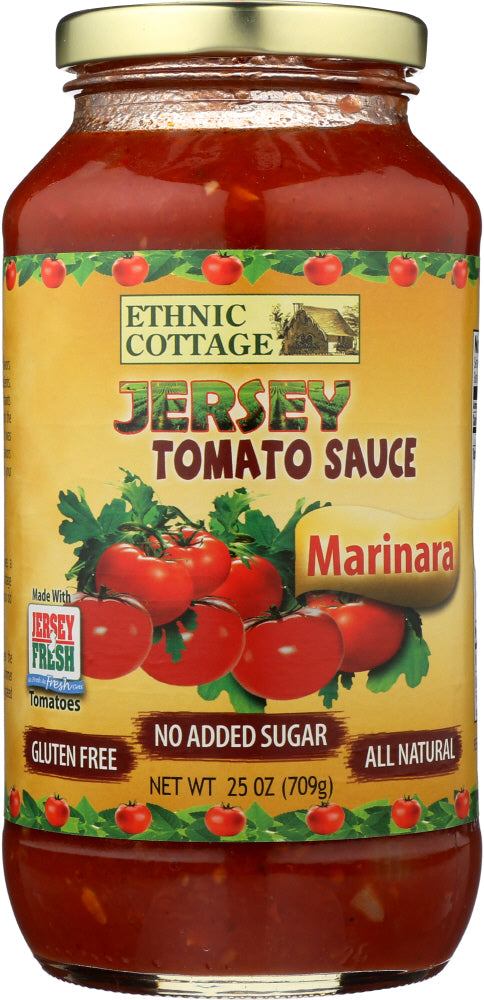 ETHNIC
COTTAGE
JERSEY
TOMATO SAUCE
Marinara
Made With
JERSEY
FRESH
Tomatoes
GLUTEN FREE
NO ADDED SUGAR
ALL NATURAL
NET WT 25 OZ (709g)